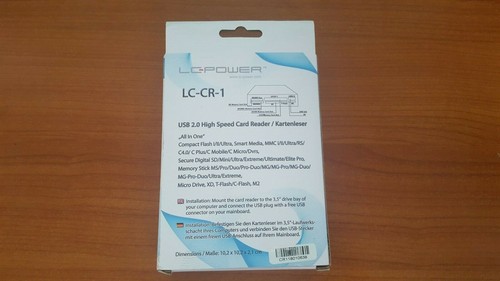 LC-POWER™
LC-CR-1
USB 2.0 High Speed Card Reader / Kartenleser
„All in One"
Compact Flash I/II/Ultra, Smart Media, MMC I/II/Ultra/RS/
C4.0/ C Plus/C Mobile/C Micro/Dvrs,
Secure Digital SD/Mini/Ultra/Extreme/Ultimate/Elite Pro,
Memory Stick MS/Pro/Duo/Pro-Duo/MG/MG-Pro/MG-Duo/
MG-Pro-Duo/Ultra/Extreme,
Micro Drive, XD, T-Flash/C-Flash, M2
Installation: Mount the card reader to the 3,5" drive bay of
your computer and connect the USB plug with a free USB
connector on your mainboard.
Installation: Befestigen Sie den Kartenleser im 3,5"-Laufwerks-
schacht Ihres Computers und verbinden Sie den USB-Stecker
mit einem freien USB Anschluss auf Ihrem Mainboard.
Dimensions / Maße: 10,2 x